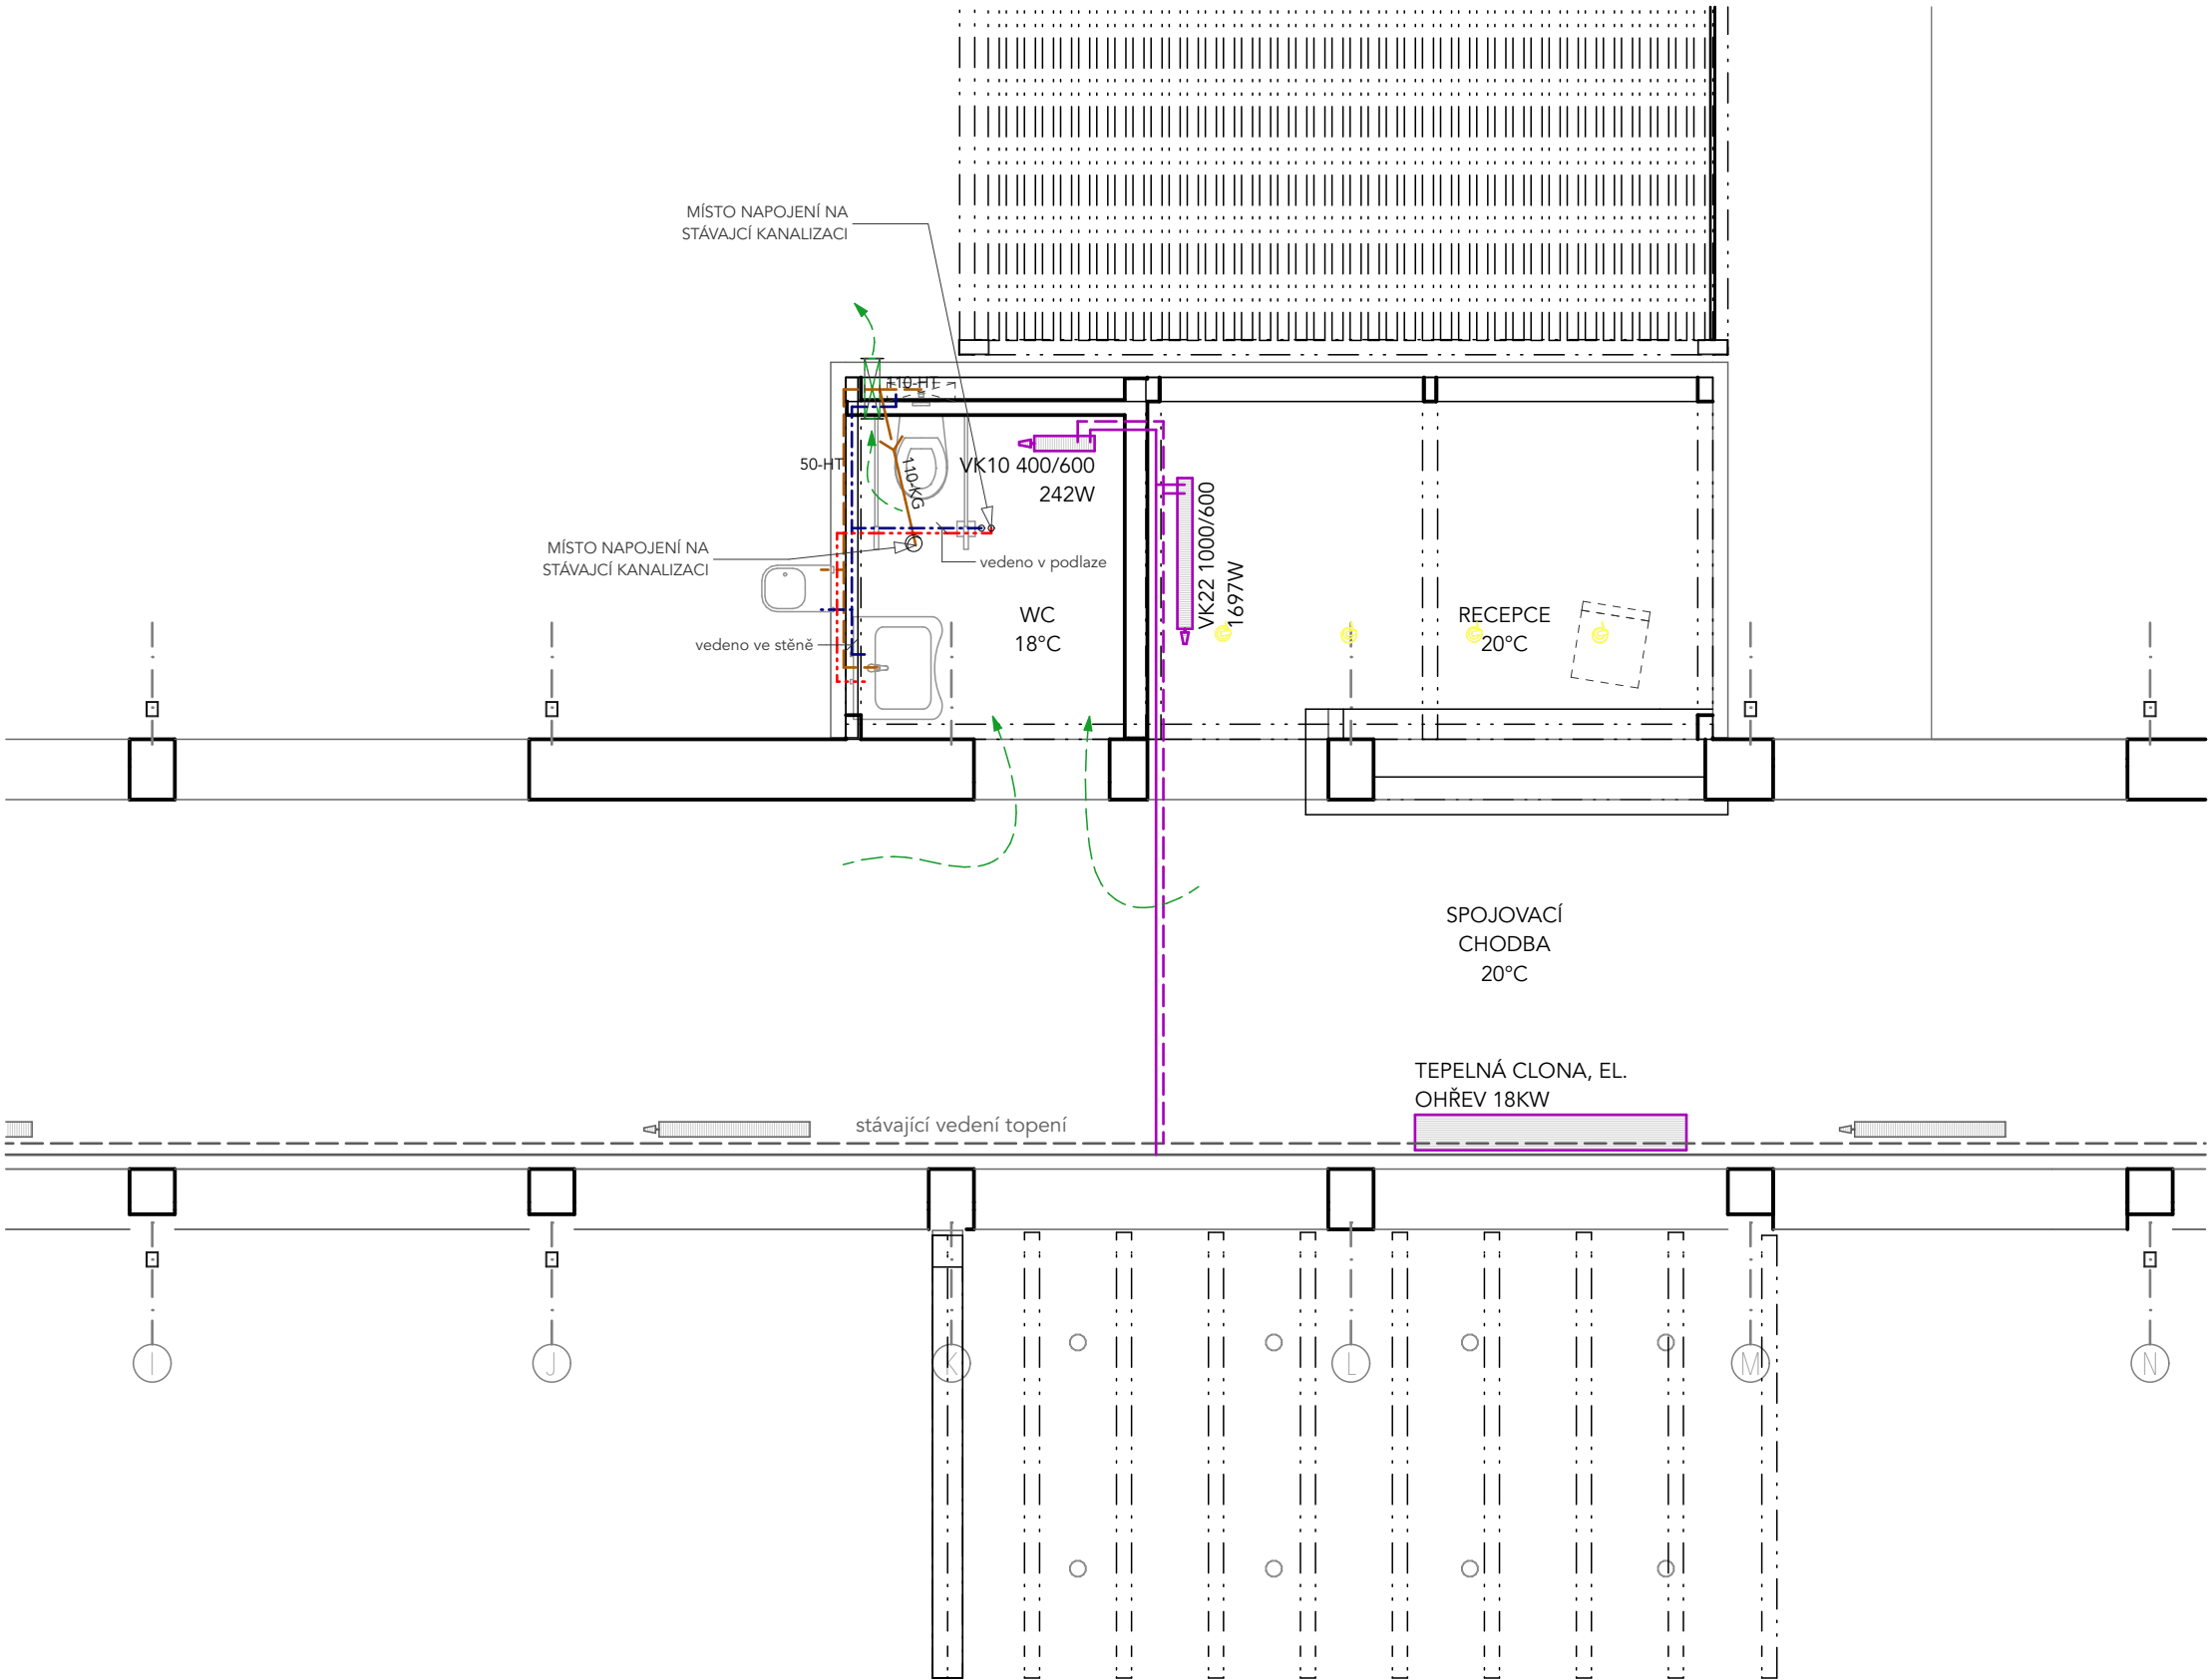 MÍSTO NAPOJENÍ NA
STÁVAJCÍ KANALIZACI
110-HT
50-HT
110-KG
VK10 400/600
242W
MÍSTO NAPOJENÍ NA
STÁVAJCÍ KANALIZACI
vedeno v podlaze
VK22 1000/600
1697W
WC
18°C
RECEPCE
20°C
vedeno ve stěně
SPOJOVACÍ
CHODBA
20°C
TEPELNÁ CLONA, EL.
OHŘEV 18KW
stávající vedení topení
I
J
K
L
M
N